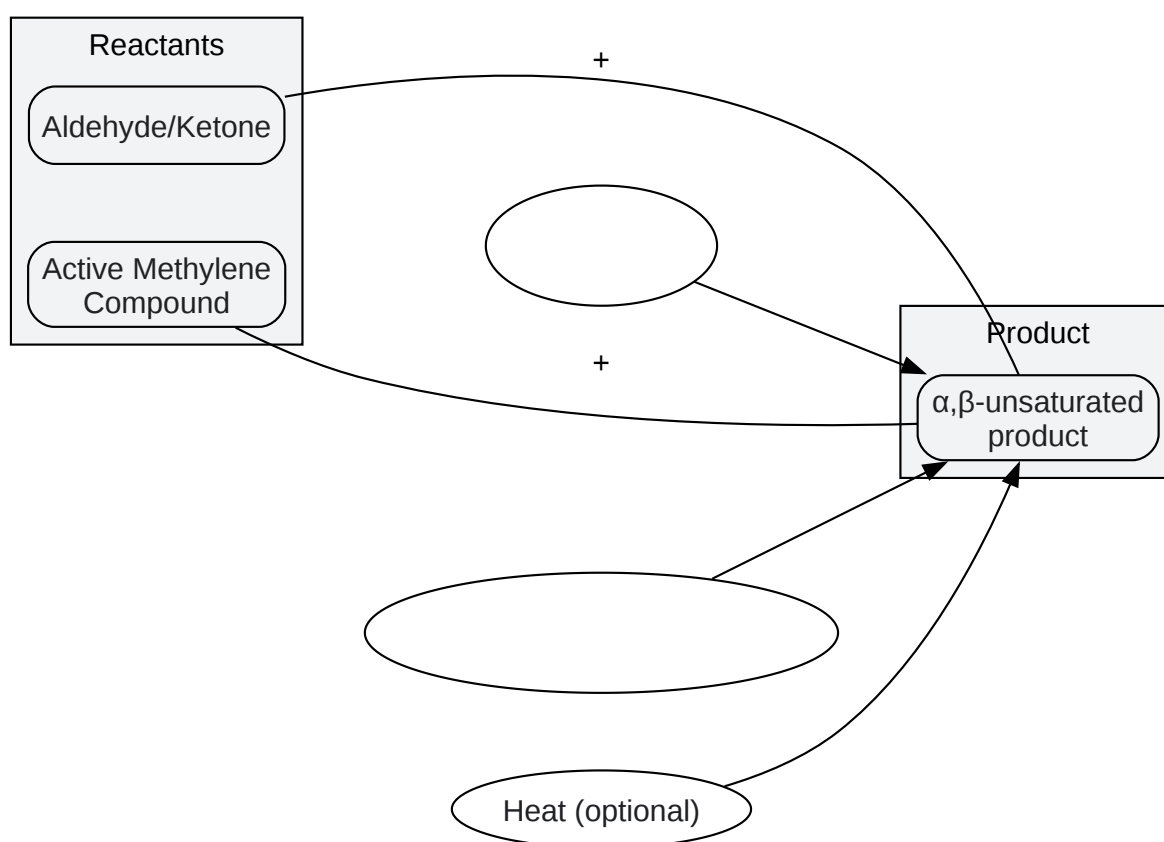 Reactants
Aldehyde/Ketone
Active Methylene
Compound
+
+
Product
α,β-unsaturated
product
Heat (optional)